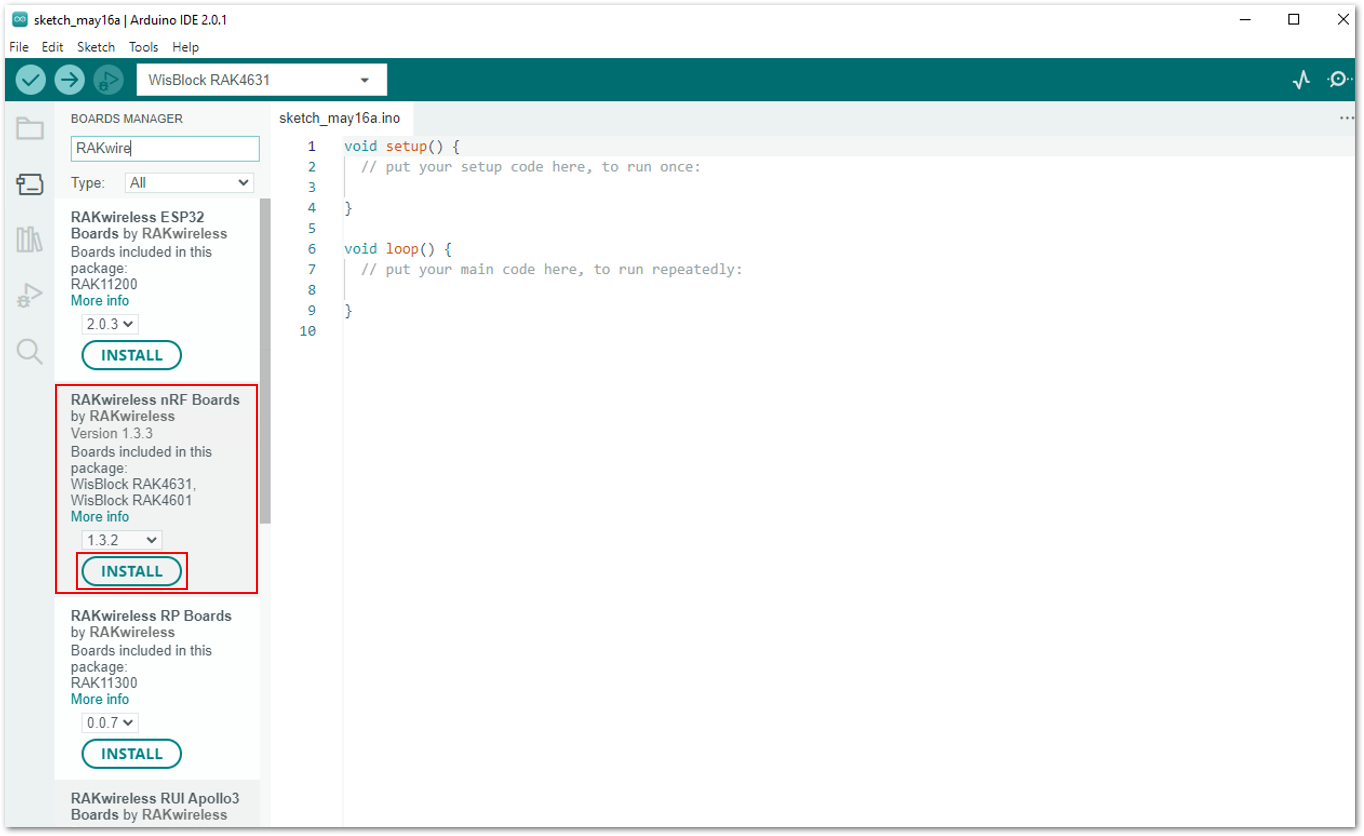 sketch_may16a | Arduino IDE 2.0.1
File Edit Sketch Tools Help
WisBlock RAK4631
BOARDS MANAGER
RAKwire
Type: All
RAKwireless ESP32
Boards by RAKwireless
Boards included in this
package:
RAK11200
More info
2.0.3
INSTALL
RAKwireless nRF Boards
by RAKwireless
Version 1.3.3
Boards included in this
package:
WisBlock RAK4631,
WisBlock RAK4601
More info
1.3.2
INSTALL
RAKwireless RP Boards
by RAKwireless
Boards included in this
package:
RAK11300
More info
0.0.7
INSTALL
RAKwireless RUI Apollo3
Boards by RAKwireless
sketch_may16a.ino
1 void setup() {
2 // put your setup code here, to run once:
3
4 }
5
6 void loop() {
7 // put your main code here, to run repeatedly:
8
9 }
10